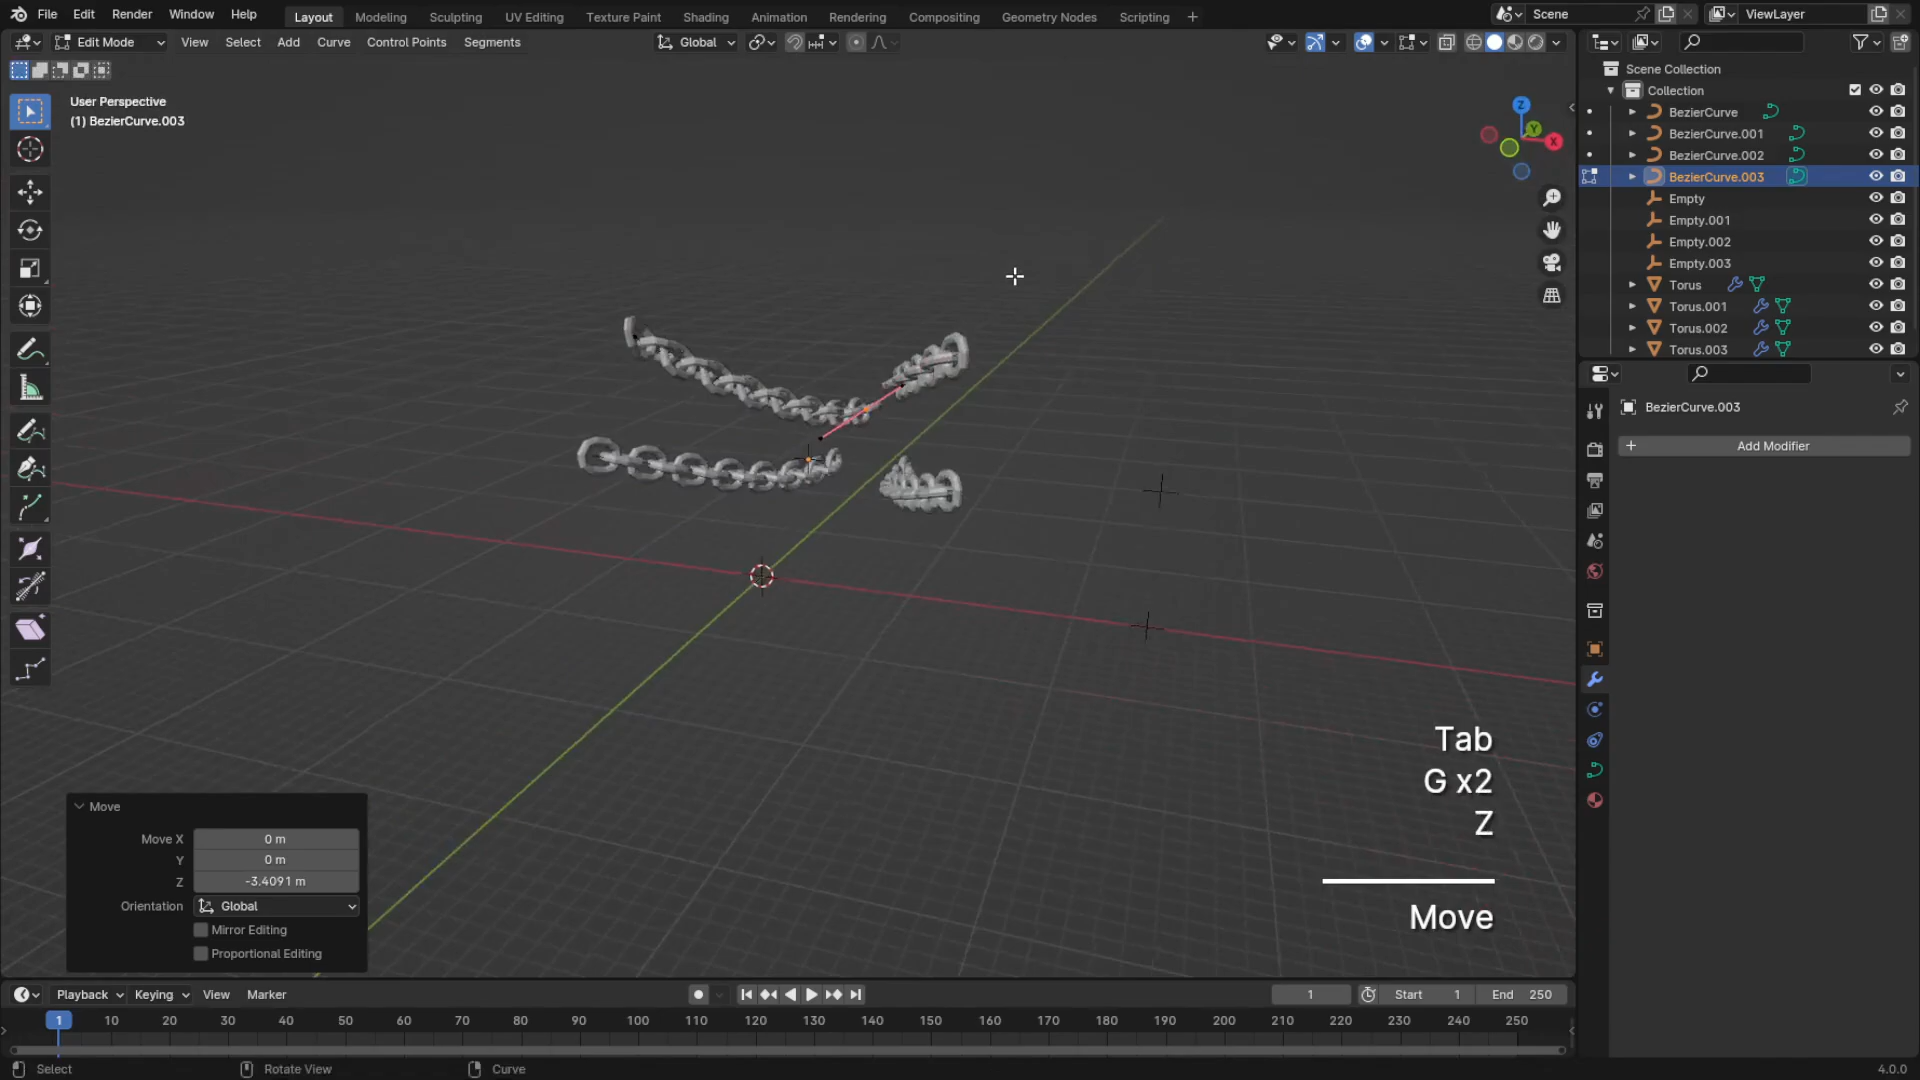 File Edit Render Window Help
Layout Modeling Sculpting UV Editing Texture Paint Shading Animation Rendering Compositing Geometry Nodes Scripting +
Scene
ViewLayer
Edit Mode View Select Add Curve Control Points Segments
Global
User Perspective
(1) BezierCurve.003
Z
Y
X
Scene Collection
Collection
BezierCurve
BezierCurve.001
BezierCurve.002
BezierCurve.003
Empty
Empty.001
Empty.002
Empty.003
Torus
Torus.001
Torus.002
Torus.003
BezierCurve.003
+ Add Modifier
Tab
G x2
Z
Move
Move
Move X 0 m
Y 0 m
Z -3.4091 m
Orientation Global
Mirror Editing
Proportional Editing
Playback Keying View Marker
1 Start 1 End 250
1 10 20 30 40 50 60 70 80 90 100 110 120 130 140 150 160 170 180 190 200 210 220 230 240 250
Select Rotate View Curve 4.0.0